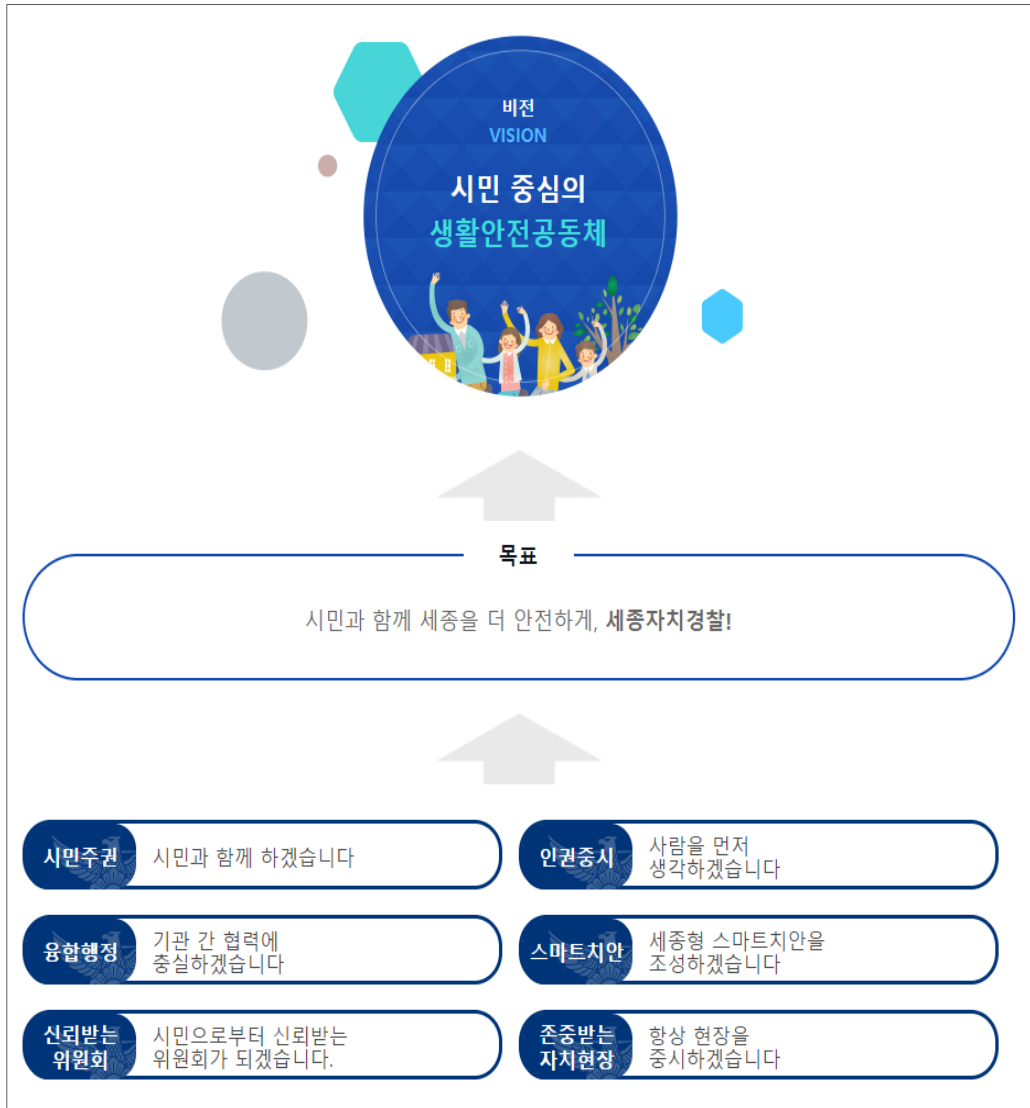 비전
VISION
시민 중심의
생활안전공동체
목표
시민과 함께 세종을 더 안전하게, 세종자치경찰!
시민주권
시민과 함께 하겠습니다
인권중시
사람을 먼저
생각하겠습니다
융합행정
기관 간 협력에
충실하겠습니다
스마트치안
세종형 스마트치안을
조성하겠습니다
신뢰받는
위원회
시민으로부터 신뢰받는
위원회가 되겠습니다.
존중받는
자치현장
항상 현장을
중시하겠습니다